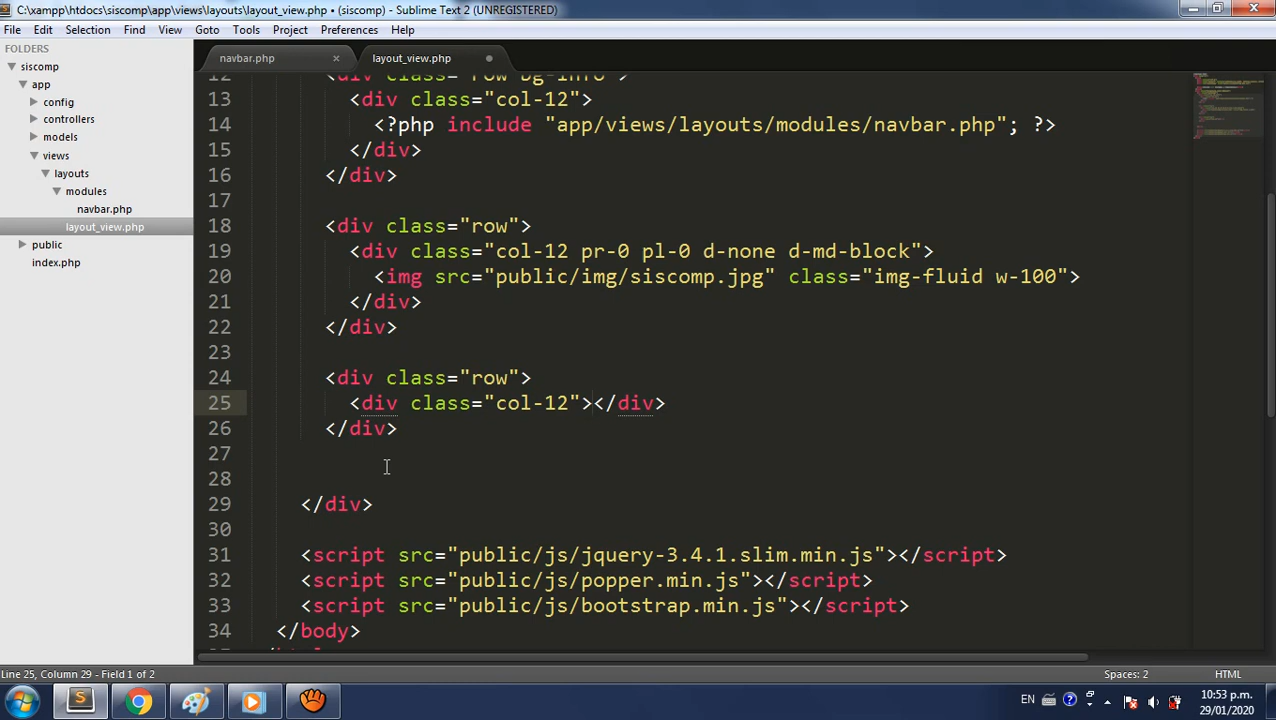 C:\xampp\htdocs\siscomp\app\views\layouts\layout_view.php • (siscomp) - Sublime Text 2 (UNREGISTERED)
File Edit Selection Find View Goto Tools Project Preferences Help
FOLDERS
siscomp
app
config
controllers
models
views
layouts
modules
navbar.php
layout_view.php
public
index.php
navbar.php × layout_view.php
12 <div class="row bg-info">
13 <div class="col-12">
14 <?php include "app/views/layouts/modules/navbar.php"; ?>
15 </div>
16 </div>
17
18 <div class="row">
19 <div class="col-12 pr-0 pl-0 d-none d-md-block">
20 <img src="public/img/siscomp.jpg" class="img-fluid w-100">
21 </div>
22 </div>
23
24 <div class="row">
25 <div class="col-12"></div>
26 </div>
27
28
29 </div>
30
31 <script src="public/js/jquery-3.4.1.slim.min.js"></script>
32 <script src="public/js/popper.min.js"></script>
33 <script src="public/js/bootstrap.min.js"></script>
34 </body>
Line 25, Column 29 - Field 1 of 2 Spaces: 2 HTML
EN 10:53 p.m.
29/01/2020